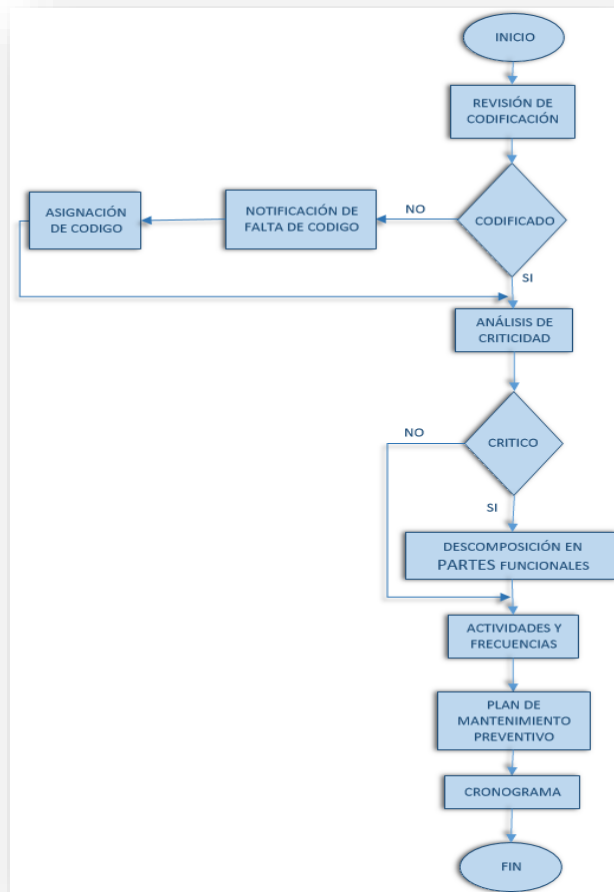 INICIO
REVISIÓN DE
CODIFICACIÓN
CODIFICADO
NO
NOTIFICACIÓN DE
FALTA DE CODIGO
ASIGNACIÓN
DE CODIGO
SI
ANÁLISIS DE
CRITICIDAD
CRITICO
NO
SI
DESCOMPOSICIÓN EN
PARTES FUNCIONALES
ACTIVIDADES Y
FRECUENCIAS
PLAN DE
MANTENIMIENTO
PREVENTIVO
CRONOGRAMA
FIN